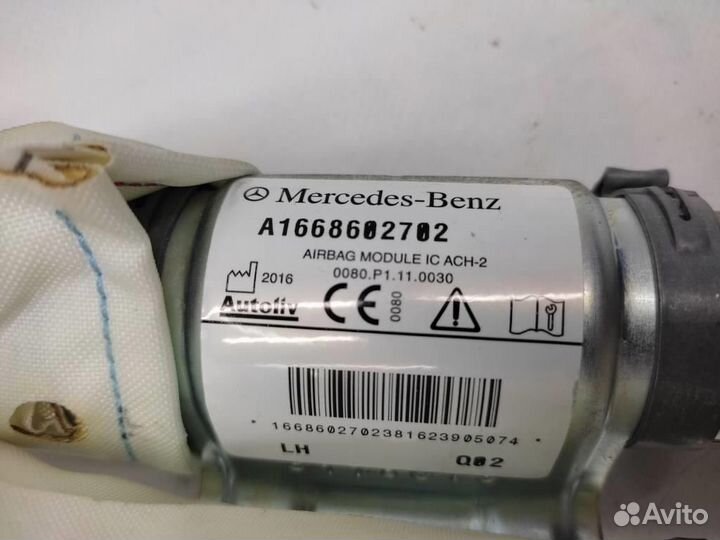 Mercedes-Benz
A1668602702
AIRBAG MODULE IC ACH-2
0080.P1.11.0030
2016
Autoliv
CE
0080
*1668602702381623905074*
LH
Q02
Avito